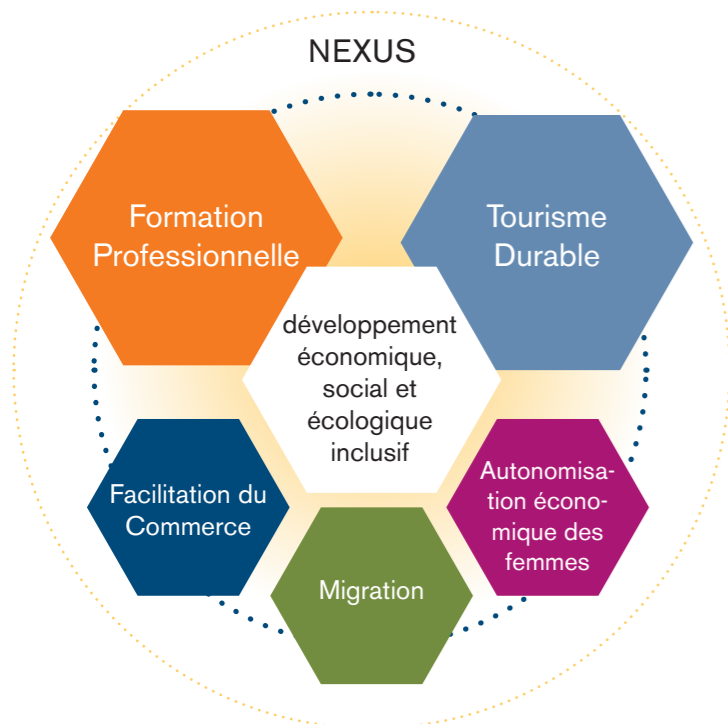 NEXUS
Formation
Professionnelle
Tourisme
Durable
développement
économique,
social et
écologique
inclusif
Facilitation du
Commerce
Autonomisa-
tion écono-
mique des
femmes
Migration